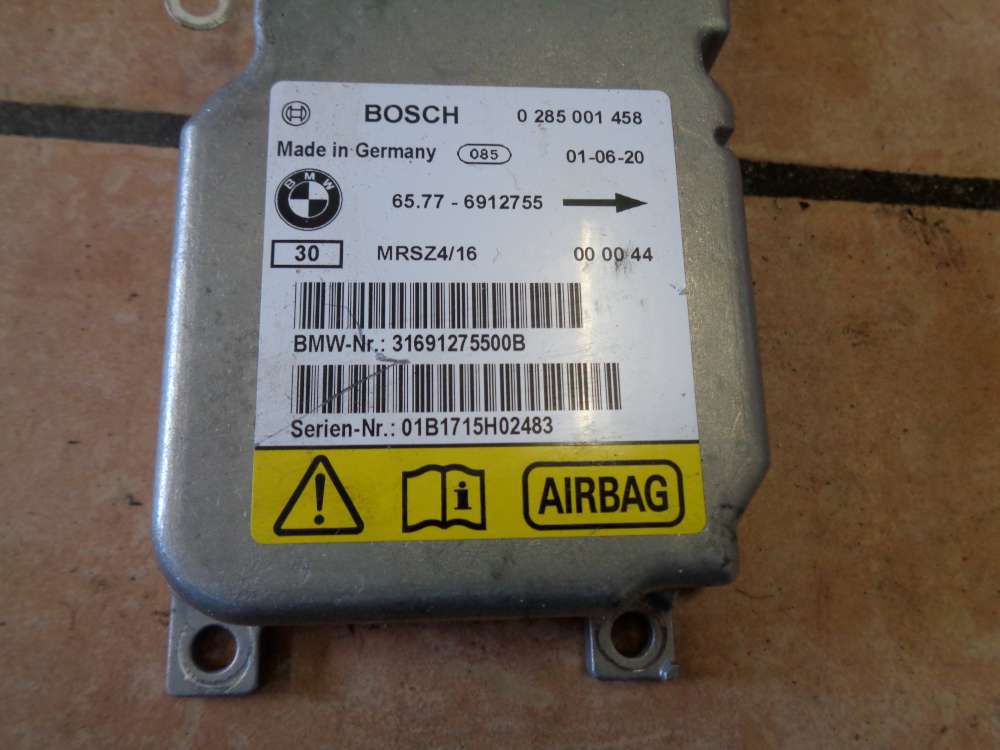 BOSCH 0 285 001 458
Made in Germany 085 01-06-20
BMW 65.77 - 6912755
30 MRSZ4/16 00 00 44
BMW-Nr.: 31691275500B
Serien-Nr.: 01B1715H02483
i AIRBAG